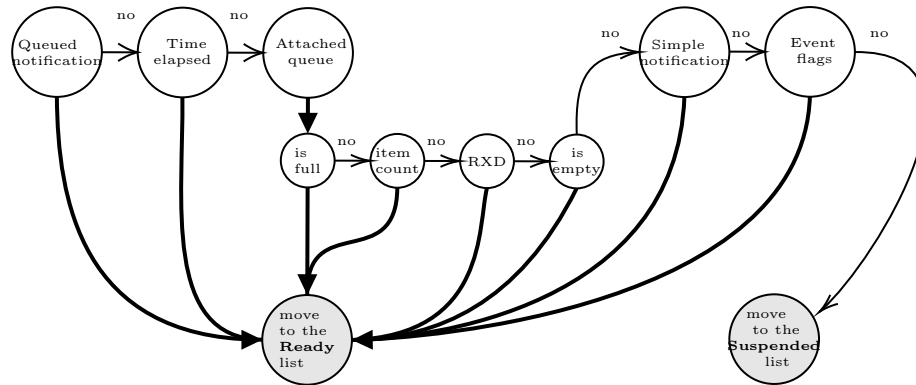 no
no
Queued
notification
Time
elapsed
Attached
queue
no
Simple
notification
no
Event
flags
no
is
full
no
item
count
no
RXD
no
is
empty
move
to the
Ready
list
move
to the
Suspended
list